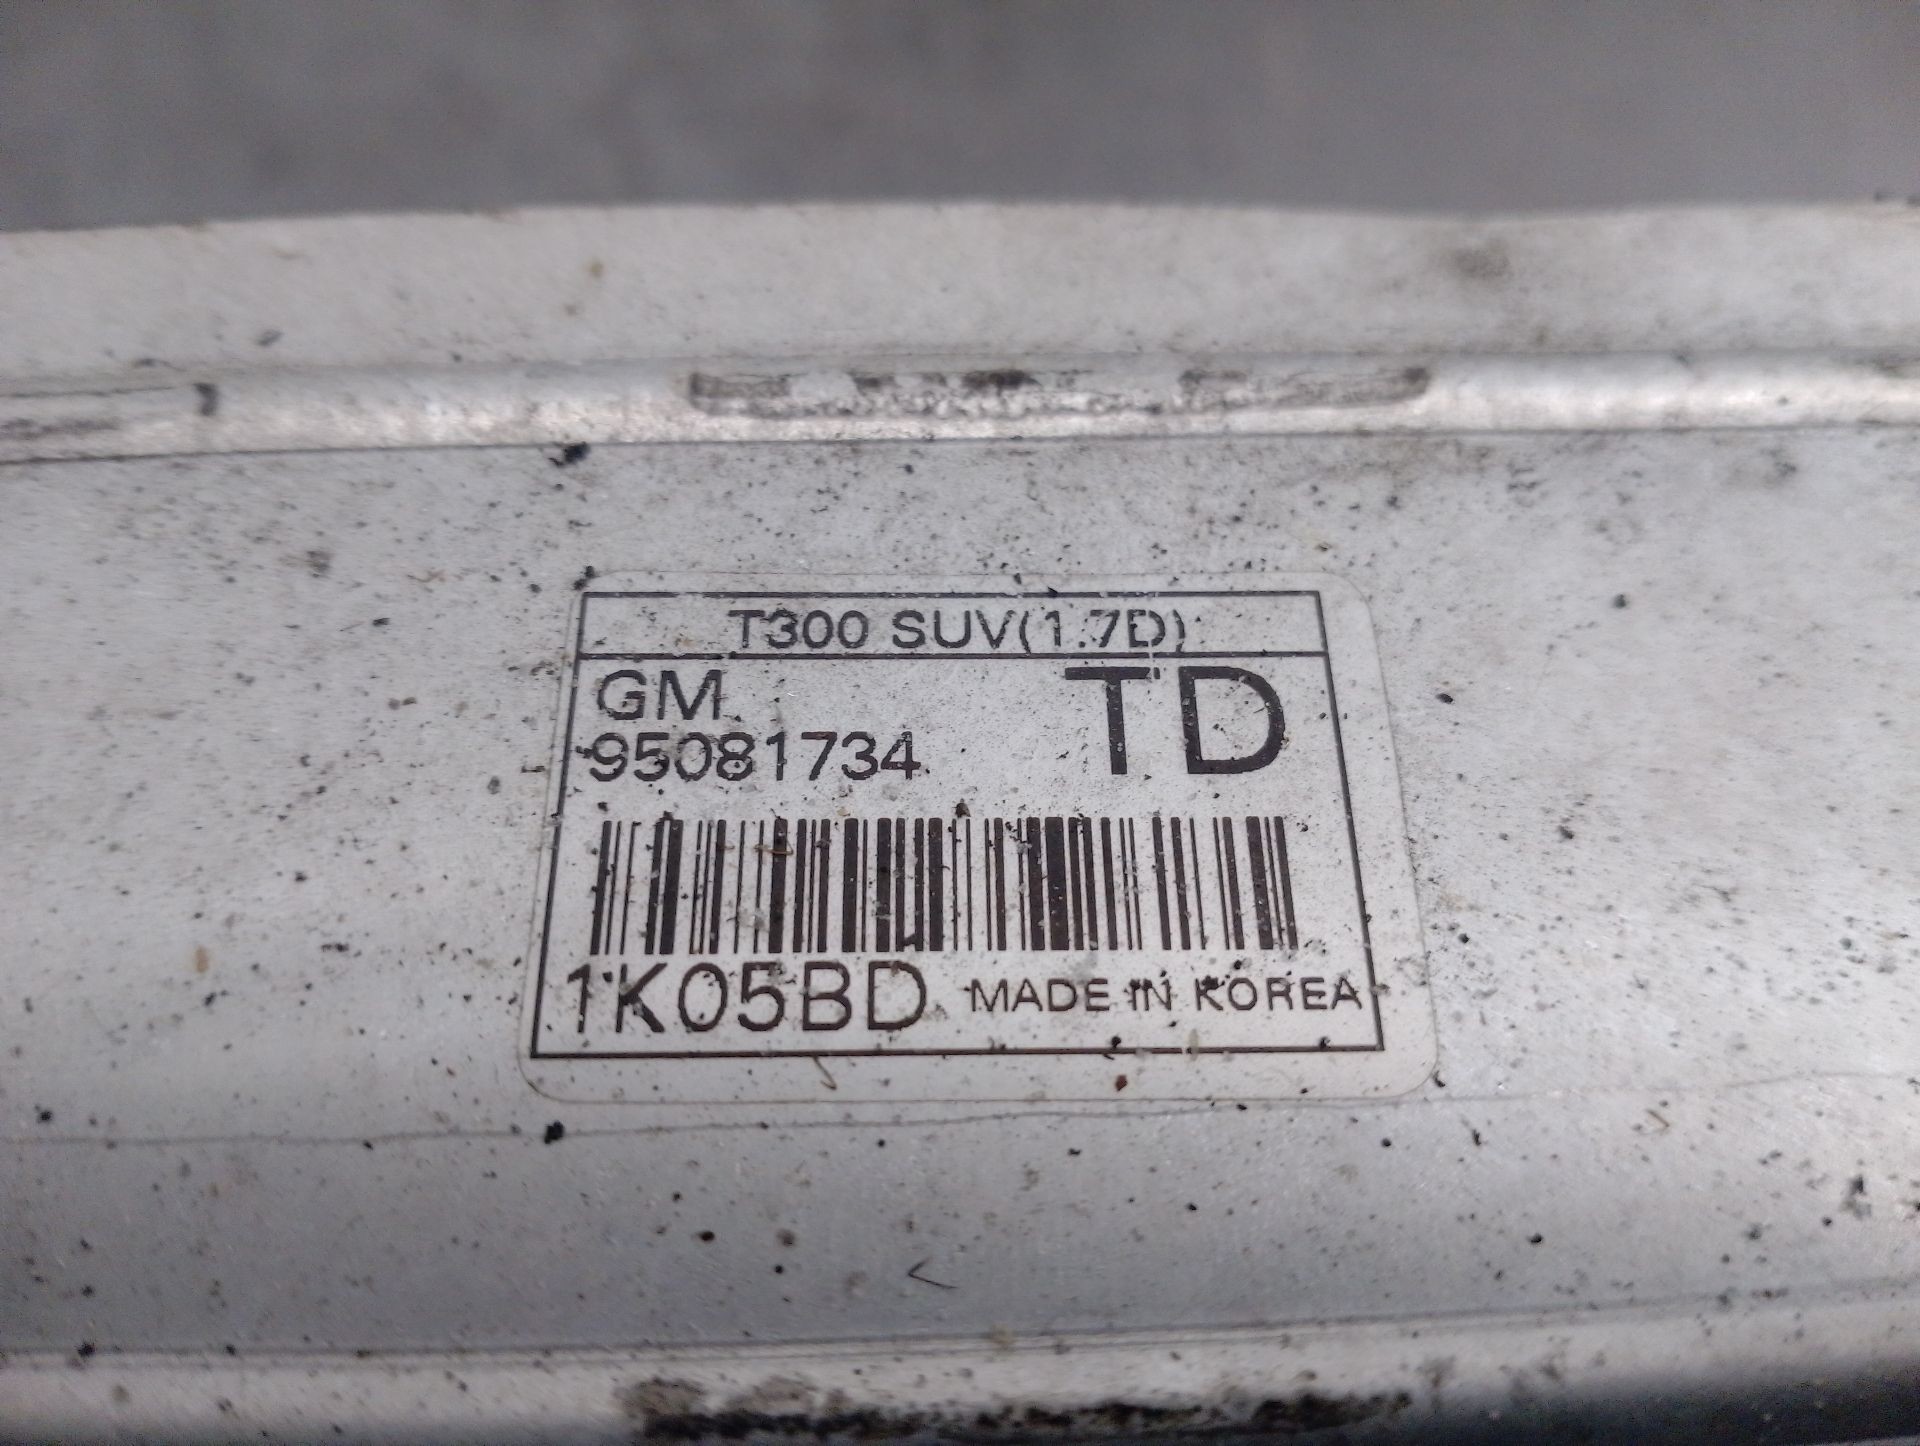 T300 SUV(1.7D)
GM
TD
95081734
1K05BD MADE IN KOREA